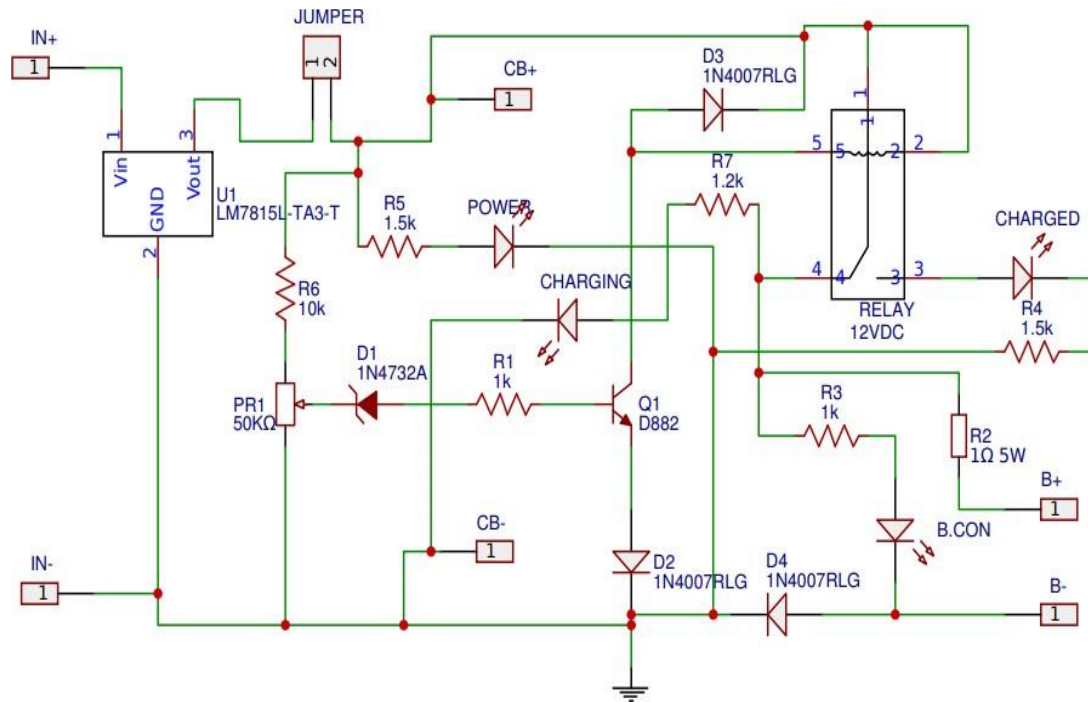 JUMPER
IN+
1
1 2
CB+
1
D3
1N4007RLG
1
1
1
3
Vin
Vout
GND
U1
LM7815L-TA3-T
2
5
5
2
2
R7
1.2k
R5
1.5k
POWER
CHARGED
4
4
3
3
RELAY
12VDC
R6
10k
CHARGING
R4
1.5k
D1
1N4732A
R1
1k
PR1
50KΩ
Q1
D882
R3
1k
R2
1Ω 5W
B+
1
CB-
1
B.CON
IN-
1
D2
1N4007RLG
D4
1N4007RLG
B-
1